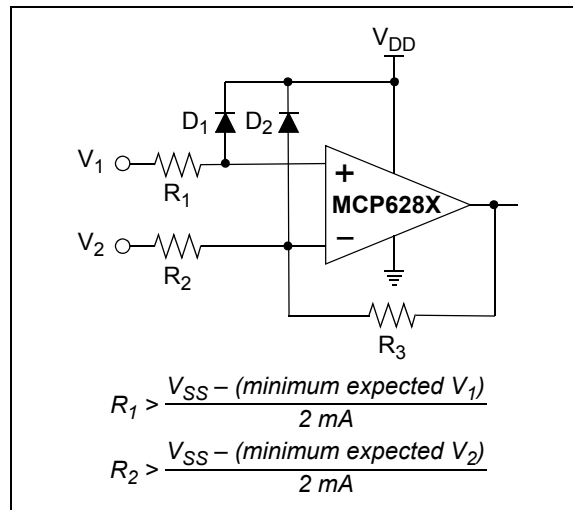 V_DD
D_1 D_2
V_1
R_1
+
MCP628X
V_2
R_2
–
R_3
R_1 > V_SS – (minimum expected V_1) / 2 mA
R_2 > V_SS – (minimum expected V_2) / 2 mA